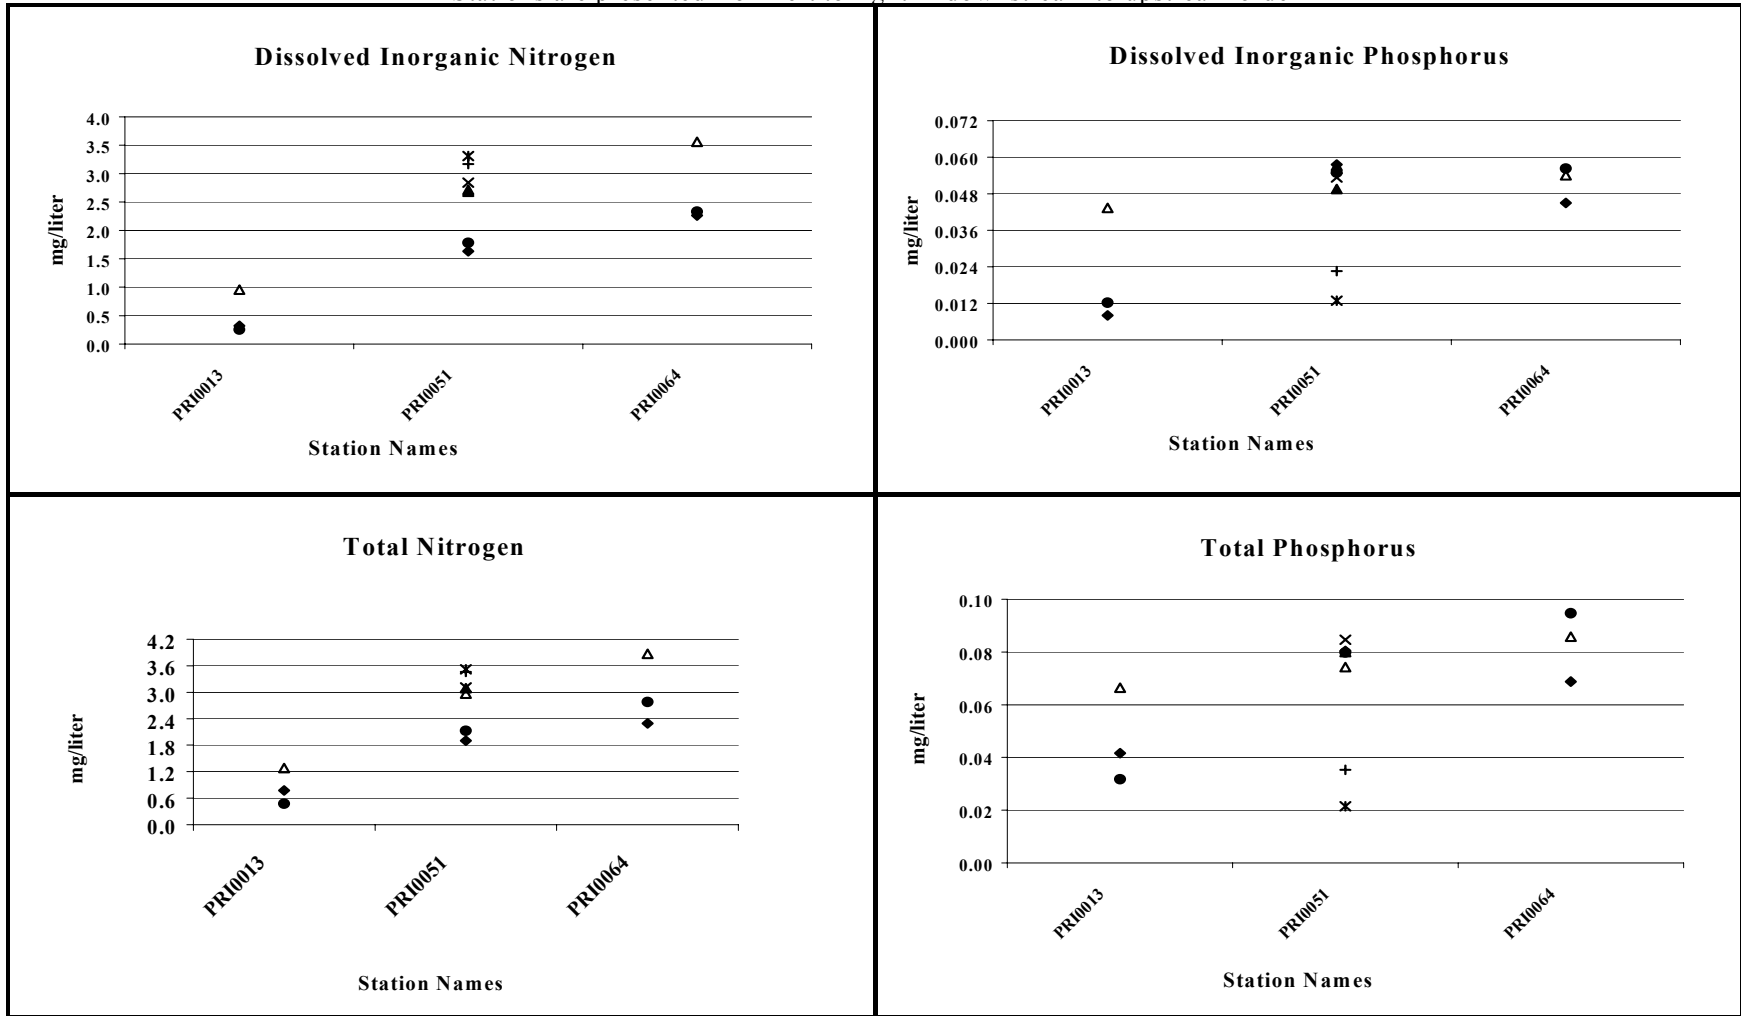 Dissolved Inorganic Nitrogen
4.0
3.5
3.0
2.5
2.0
1.5
1.0
0.5
0.0
mg/liter
PRI0013
PRI0051
PRI0064
Station Names
Dissolved Inorganic Phosphorus
0.072
0.060
0.048
0.036
0.024
0.012
0.000
mg/liter
PRI0013
PRI0051
PRI0064
Station Names
Total Nitrogen
4.2
3.6
3.0
2.4
1.8
1.2
0.6
0.0
mg/liter
PRI0013
PRI0051
PRI0064
Station Names
Total Phosphorus
0.10
0.08
0.06
0.04
0.02
0.00
mg/liter
PRI0013
PRI0051
PRI0064
Station Names